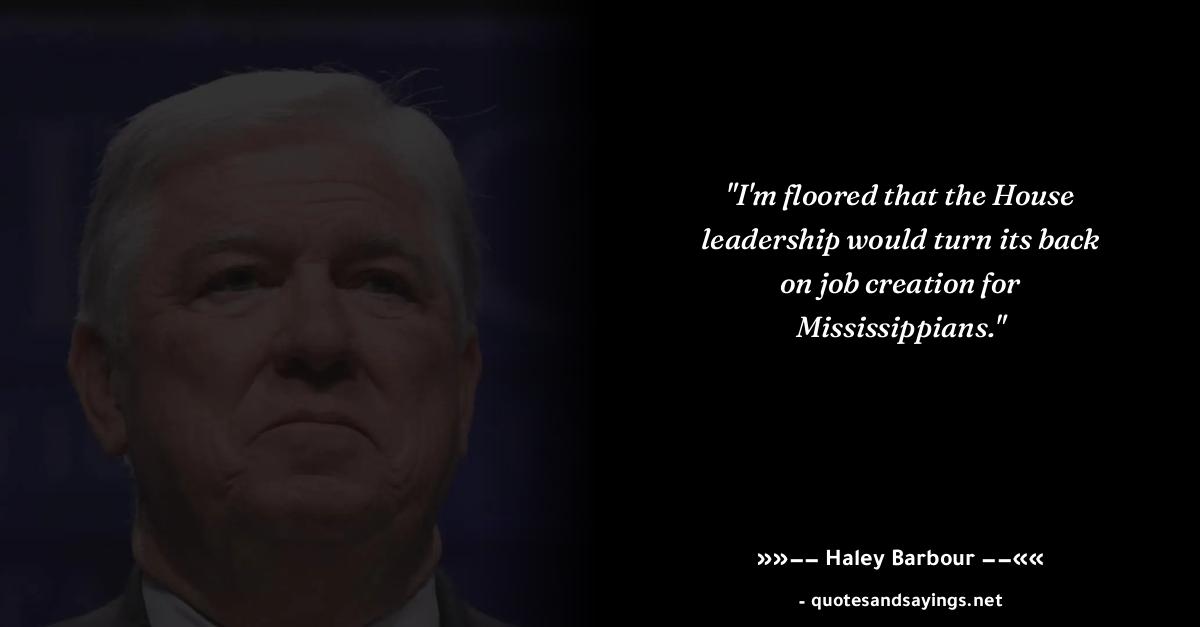 "I'm floored that the House
leadership would turn its back
on job creation for
Mississippians."
»»–– Haley Barbour ––««
- quotesandsayings.net